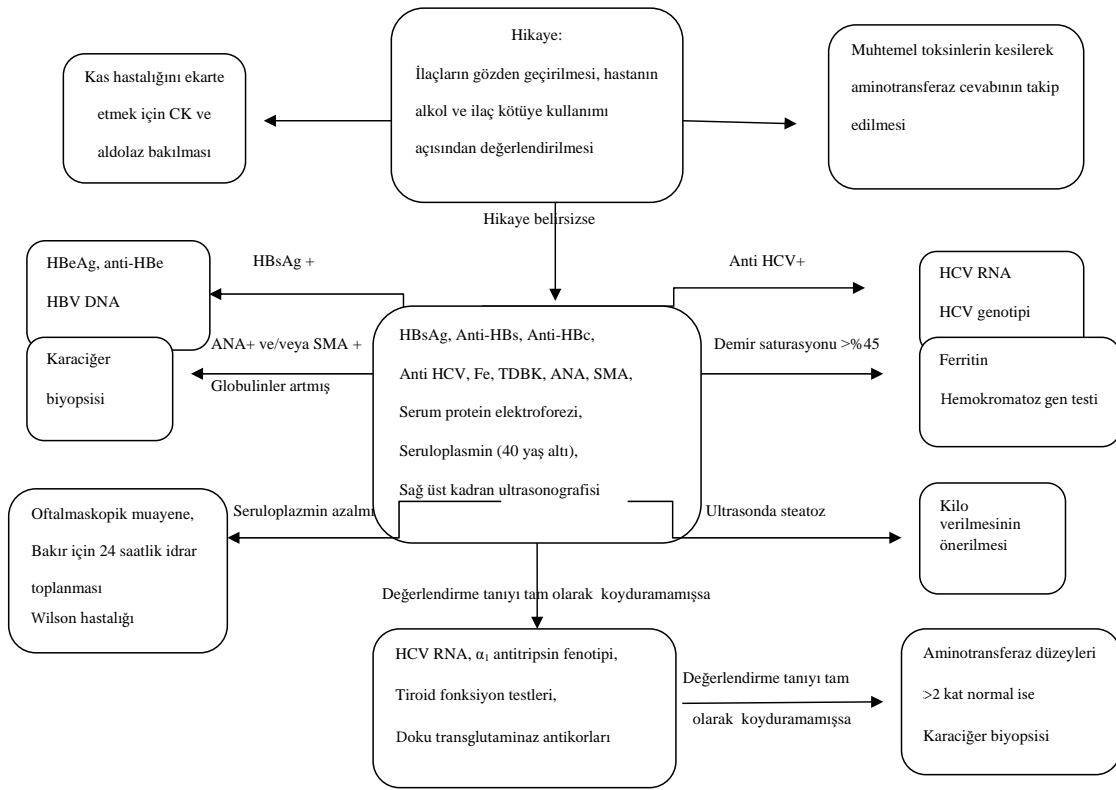 Hikaye:
İlaçların gözden geçirilmesi, hastanın
alkol ve ilaç kötüye kullanımı
açısından değerlendirilmesi
Kas hastalığını ekarte
etmek için CK ve
aldolaz bakılması
Muhtemel toksinlerin kesilerek
aminotransferaz cevabının takip
edilmesi
Hikaye belirsizse
HBeAg, anti-HBe
HBV DNA
HBsAg +
Anti HCV+
HCV RNA
HCV genotipi
Karaciğer
biyopsisi
ANA+ ve/veya SMA +
Globulinler artmış
HBsAg, Anti-HBs, Anti-HBc,
Anti HCV, Fe, TDBK, ANA, SMA,
Serum protein elektroforezi,
Seruloplasmin (40 yaş altı),
Sağ üst kadran ultrasonografisi
Demir saturasyonu >%45
Ferritin
Hemokromatoz gen testi
Oftalmaskopik muayene,
Bakır için 24 saatlik idrar
toplanması
Wilson hastalığı
Seruloplazmin azalmı
Ultrasonda steatoz
Kilo
verilmesinin
önerilmesi
Değerlendirme tanıyı tam olarak koyduramamışsa
HCV RNA, α₁ antitripsin fenotipi,
Tiroid fonksiyon testleri,
Doku transglutaminaz antikorları
Değerlendirme tanıyı tam
olarak koyduramamışsa
Aminotransferaz düzeyleri
>2 kat normal ise
Karaciğer biyopsisi